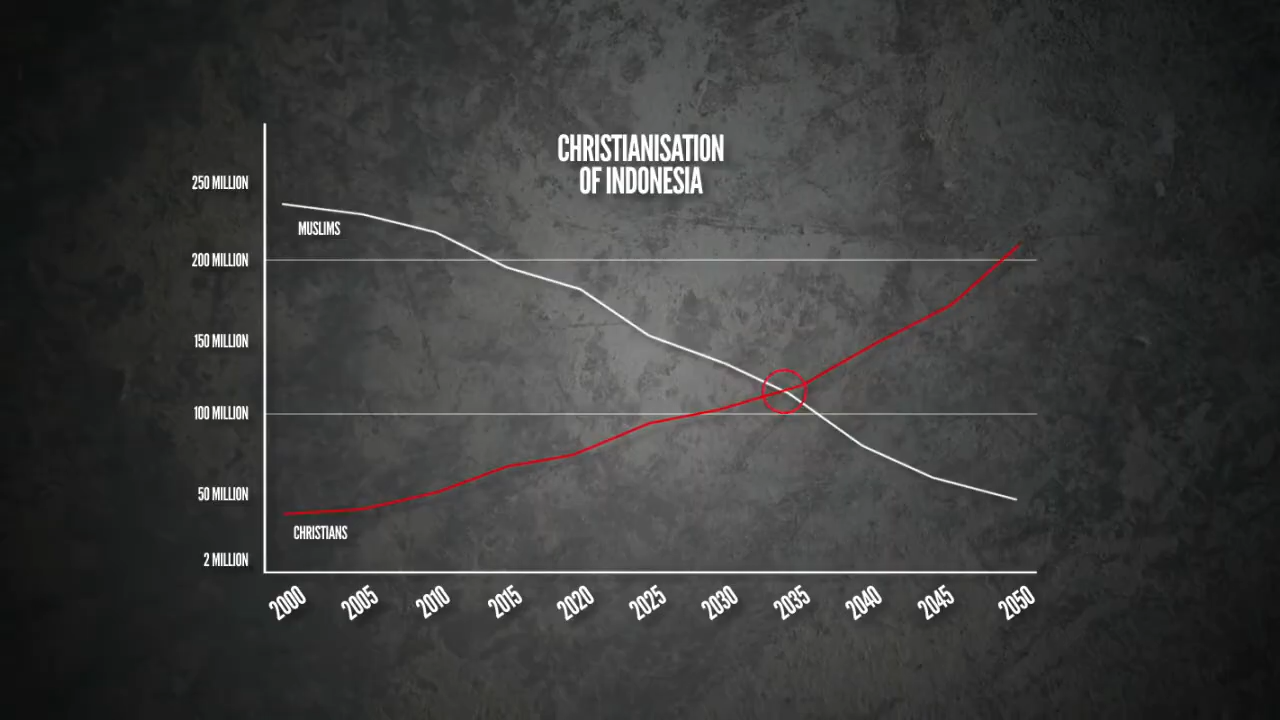 CHRISTIANISATION
OF INDONESIA
250 MILLION
MUSLIMS
200 MILLION
150 MILLION
100 MILLION
50 MILLION
CHRISTIANS
2 MILLION
2000 2005 2010 2015 2020 2025 2030 2035 2040 2045 2050